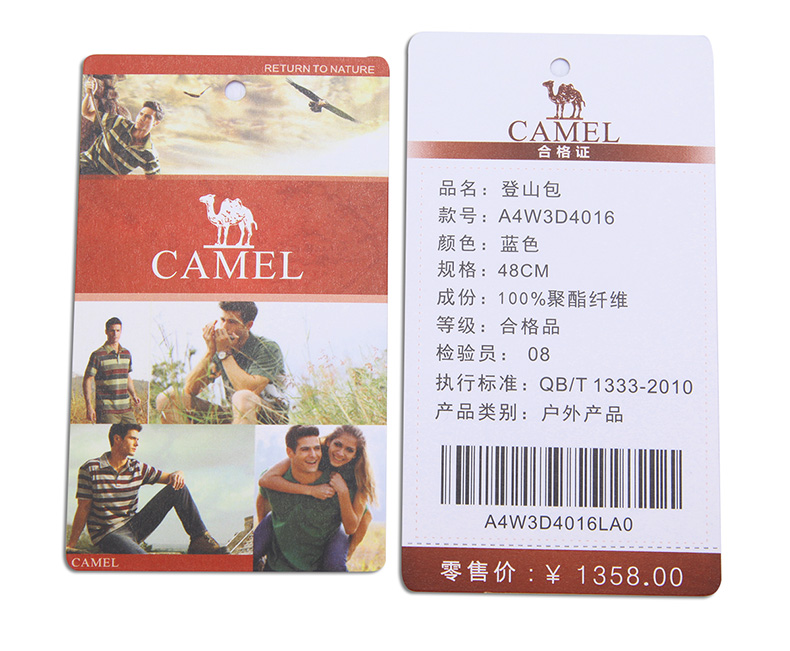 RETURN TO NATURE
CAMEL
CAMEL
CAMEL
合格证
品名：登山包
款号：A4W3D4016
颜色：蓝色
规格：48CM
成份：100%聚酯纤维
等级：合格品
检验员：08
执行标准：QB/T 1333-2010
产品类别：户外产品
A4W3D4016LA0
零售价：¥ 1358.00